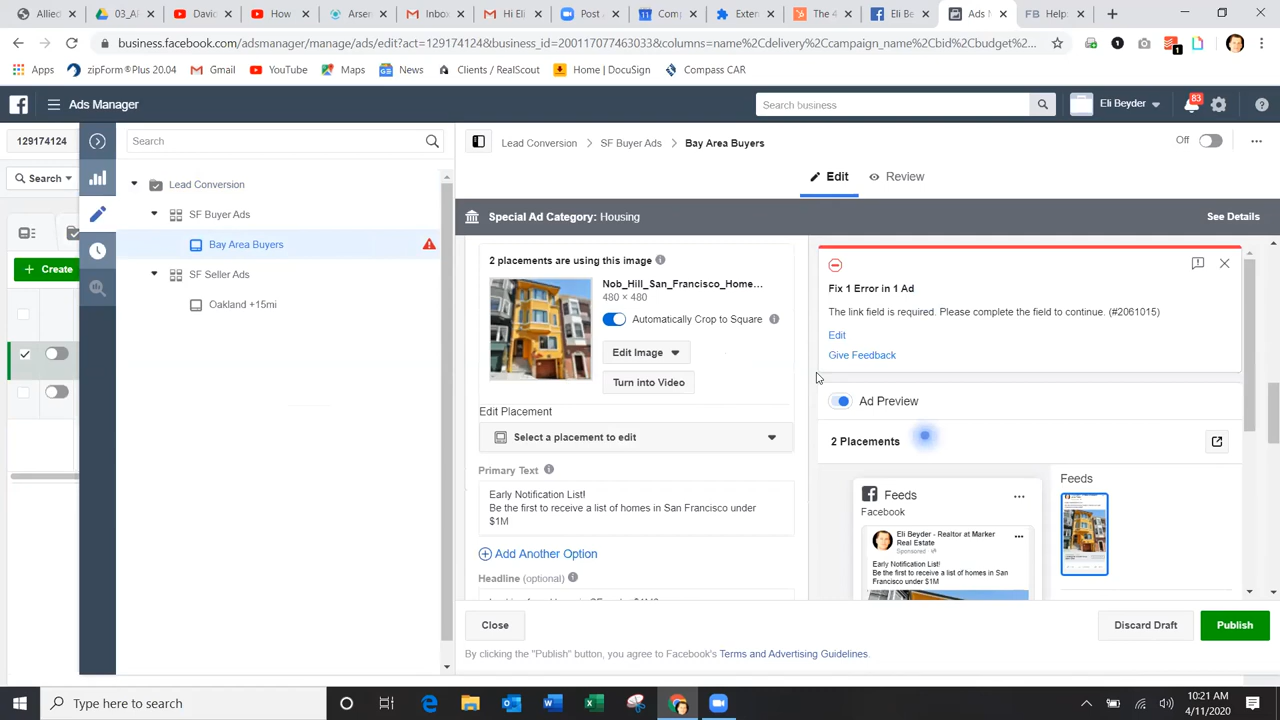 Allied
03_Al
David
How
Arsen
Inbox
Hi Eli
Post
Comp
Exten
The 4
Eli Be
Ads M
Help:
business.facebook.com/adsmanager/manage/ads/edit?act=129174124&business_id=2001170774630033&columns=name%2Cdelivery%2Ccampaign_name%2Cbid%2Cbudget%2...
1
1
Apps
zipForm®Plus 20.04
Gmail
YouTube
Maps
News
Clients / RealScout
Home | DocuSign
Compass CAR
Ads Manager
Search business
Eli Beyder
83
129174124
Search
Lead Conversion
SF Buyer Ads
Bay Area Buyers
Off
Search
Edit
Review
Lead Conversion
SF Buyer Ads
Special Ad Category: Housing
See Details
Bay Area Buyers
SF Seller Ads
+ Create
Oakland +15mi
2 placements are using this image
Nob_Hill_San_Francisco_Home...
480 × 480
Automatically Crop to Square
Edit Image
Turn into Video
Edit Placement
Select a placement to edit
Primary Text
Early Notification List!
Be the first to receive a list of homes in San Francisco under
$1M
Add Another Option
Headline (optional)
Fix 1 Error in 1 Ad
The link field is required. Please complete the field to continue. (#2061015)
Edit
Give Feedback
Ad Preview
2 Placements
Feeds
Facebook
Feeds
Eli Beyder - Realtor at Marker
Real Estate
Sponsored
Early Notification List!
Be the first to receive a list of homes in San
Francisco under $1M
Close
Discard Draft
Publish
By clicking the "Publish" button, you agree to Facebook's Terms and Advertising Guidelines.
Type here to search
10:21 AM
4/11/2020